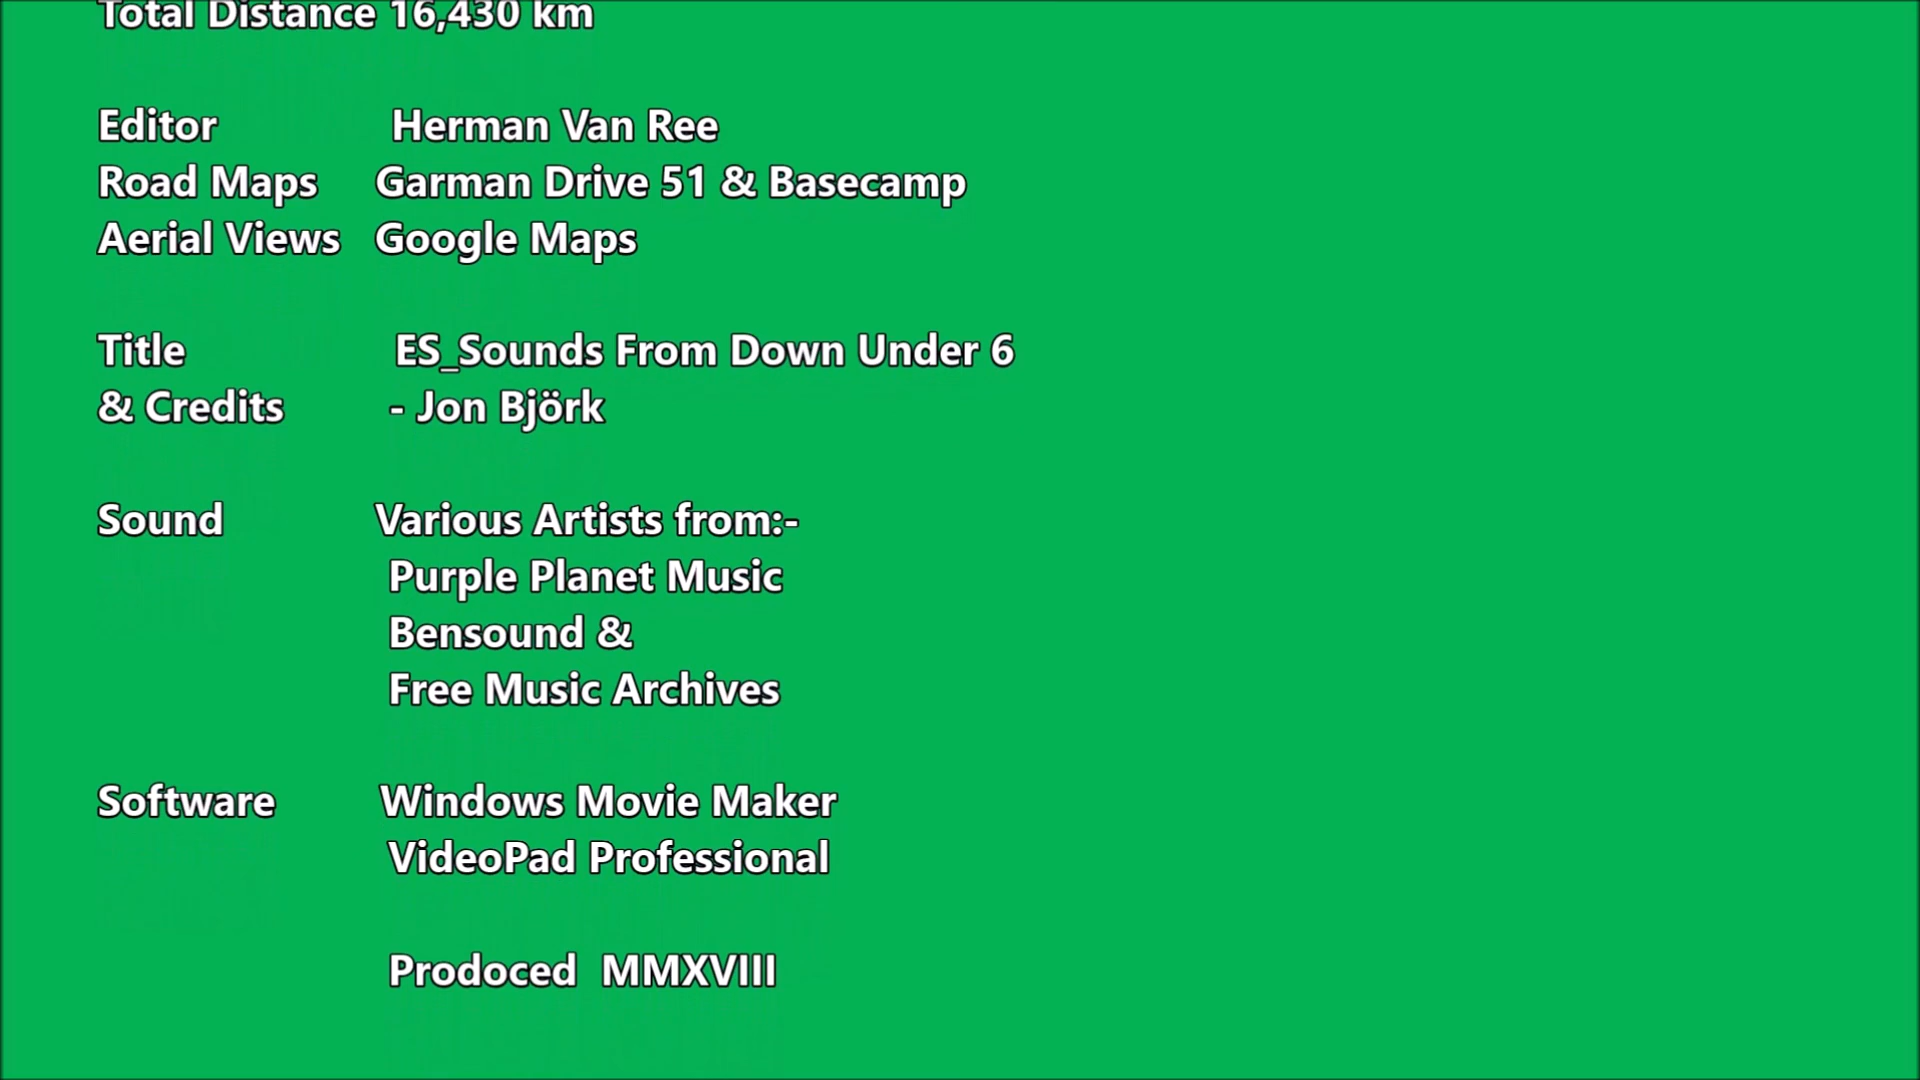 Total Distance 16,430 km
Editor Herman Van Ree
Road Maps Garman Drive 51 & Basecamp
Aerial Views Google Maps
Title ES_Sounds From Down Under 6
& Credits - Jon Björk
Sound Various Artists from:-
Purple Planet Music
Bensound &
Free Music Archives
Software Windows Movie Maker
VideoPad Professional
Prodoced MMXVIII